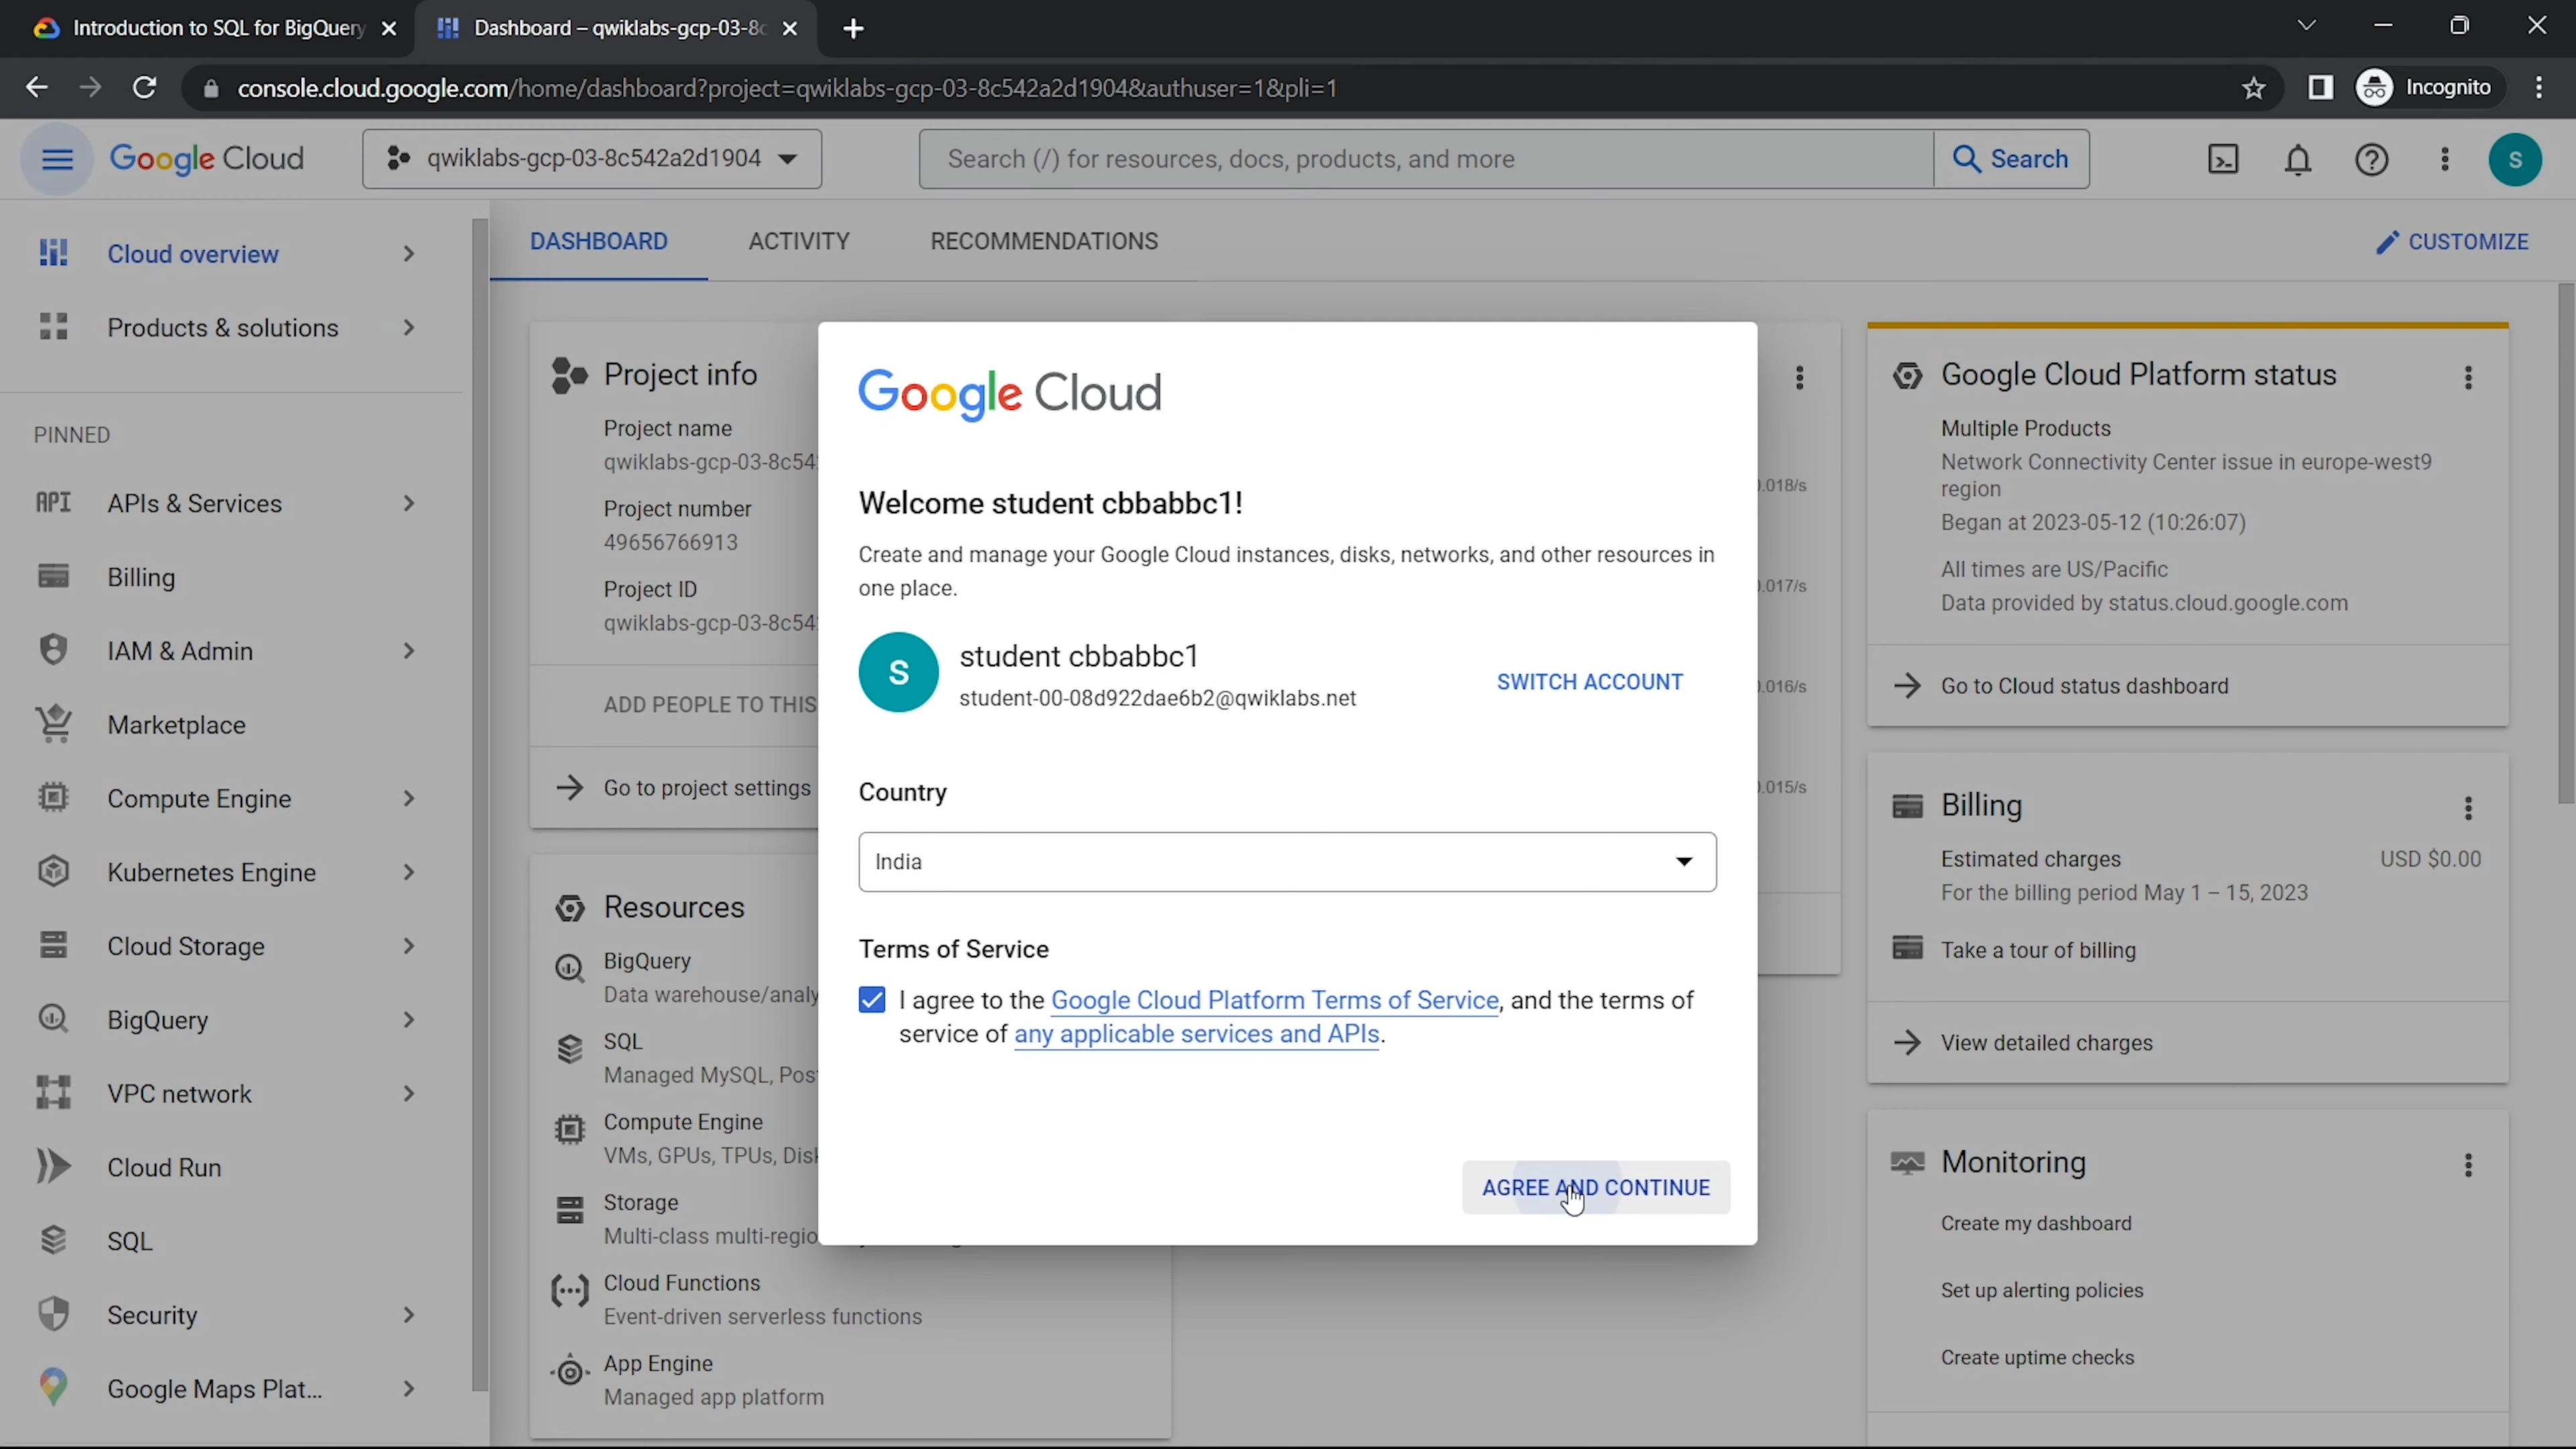 Introduction to SQL for BigQuery
Dashboard – qwiklabs-gcp-03-8c
console.cloud.google.com/home/dashboard?project=qwiklabs-gcp-03-8c542a2d1904&authuser=1&pli=1
Incognito
Google Cloud
qwiklabs-gcp-03-8c542a2d1904
Search (/) for resources, docs, products, and more
Search
S
Cloud overview
Products & solutions
PINNED
API APIs & Services
Billing
IAM & Admin
Marketplace
Compute Engine
Kubernetes Engine
Cloud Storage
BigQuery
VPC network
Cloud Run
SQL
Security
Google Maps Plat...
DASHBOARD
ACTIVITY
RECOMMENDATIONS
CUSTOMIZE
Project info
Project name
qwiklabs-gcp-03-8c54
Project number
49656766913
Project ID
qwiklabs-gcp-03-8c54
ADD PEOPLE TO THIS
Go to project settings
Resources
BigQuery
Data warehouse/analy
SQL
Managed MySQL, Pos
Compute Engine
VMs, GPUs, TPUs, Disk
Storage
Multi-class multi-regio
Cloud Functions
Event-driven serverless functions
App Engine
Managed app platform
Google Cloud
Welcome student cbbabbc1!
Create and manage your Google Cloud instances, disks, networks, and other resources in
one place.
S
student cbbabbc1
student-00-08d922dae6b2@qwiklabs.net
SWITCH ACCOUNT
Country
India
Terms of Service
I agree to the Google Cloud Platform Terms of Service, and the terms of
service of any applicable services and APIs.
AGREE AND CONTINUE
.018/s
.017/s
.016/s
.015/s
Google Cloud Platform status
Multiple Products
Network Connectivity Center issue in europe-west9
region
Began at 2023-05-12 (10:26:07)
All times are US/Pacific
Data provided by status.cloud.google.com
Go to Cloud status dashboard
Billing
Estimated charges USD $0.00
For the billing period May 1 – 15, 2023
Take a tour of billing
View detailed charges
Monitoring
Create my dashboard
Set up alerting policies
Create uptime checks